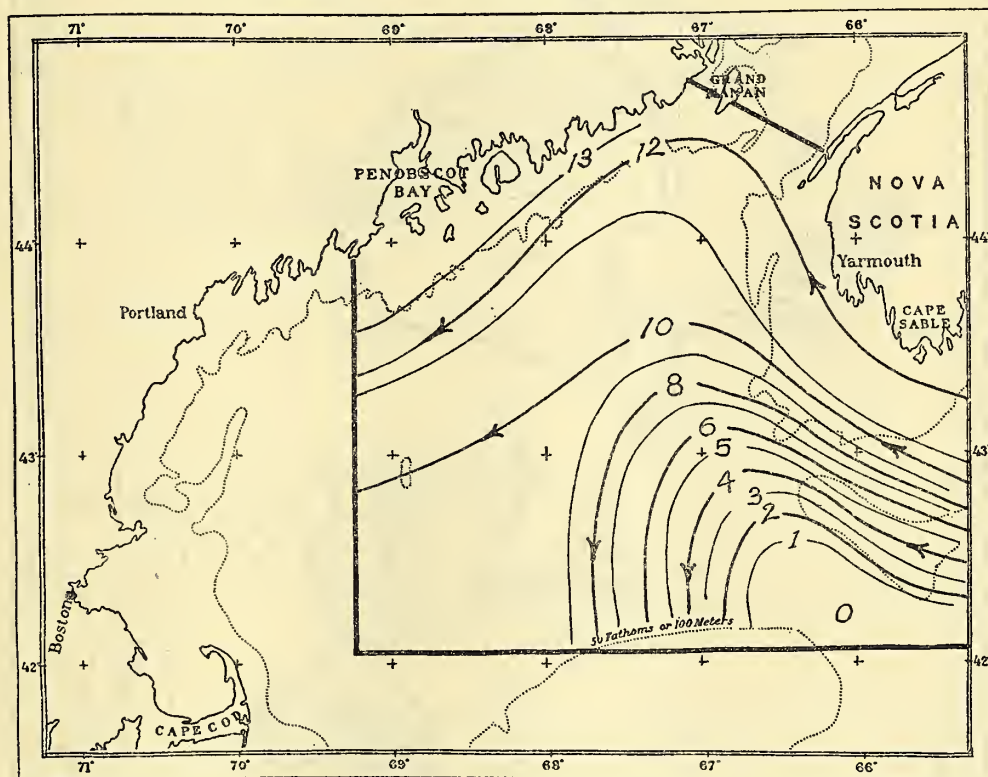 71° 70° 69° 68° 67° 66°
GRAND
MANAN
13 12
PENOBSCOT
BAY
NOVA
SCOTIA
44° 44°
Yarmouth
Portland
CAPE
SABLE
10
8
6
43° 43°
5
4
3
2
1
0
Boston
50 Fathoms or 100 Meters
42° 42°
CAPE COD
71° 70° 69° 68° 67° 66°